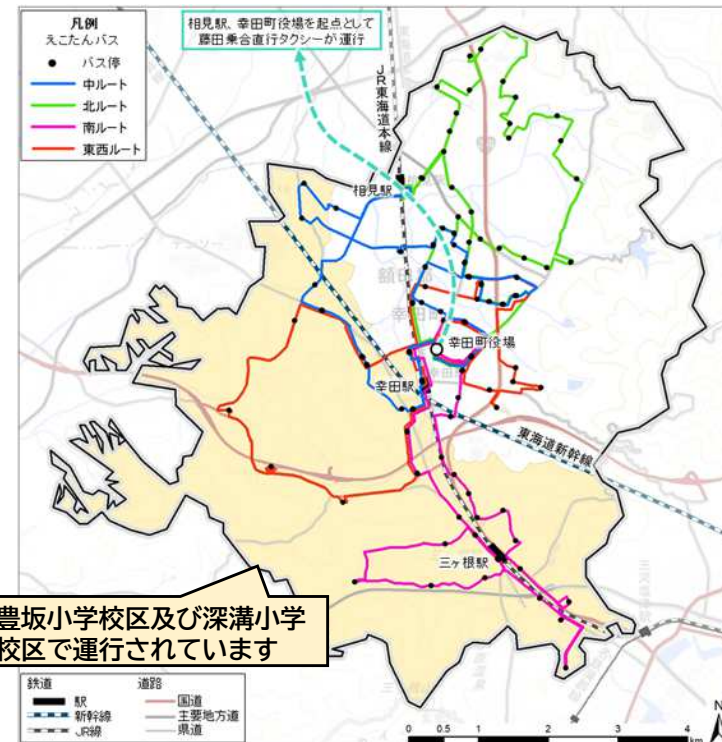 凡例
えこたんバス
バス停
中ルート
北ルート
南ルート
東西ルート
相見駅、幸田町役場を起点として
藤田乗合直行タクシーが運行
JR東海道本線
相見駅
幸田町役場
幸田駅
東海道新幹線
三ヶ根駅
豊坂小学校区及び深溝小学
校区で運行されています
鉄道
道路
駅
国道
新幹線
主要地方道
JR線
県道
0 0.5 1 2 3 4
km
N